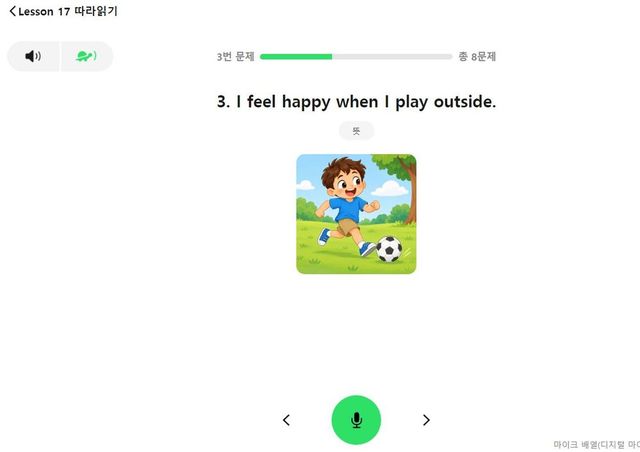 Lesson 17 따라읽기
3번 문제
총 8문제
3. I feel happy when I play outside.
뜻
마이크 배열(디지털 마이